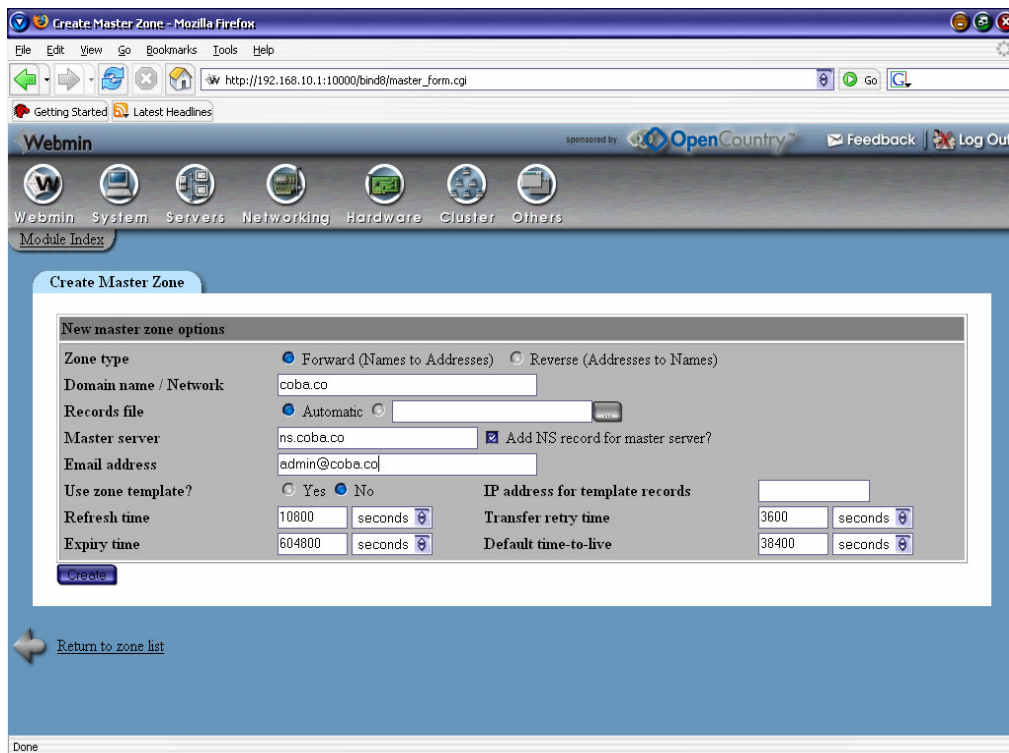 Create Master Zone - Mozilla Firefox
File Edit View Go Bookmarks Tools Help
http://192.168.10.1:10000/bind8/master_form.cgi Go G
Getting Started Latest Headlines
Webmin sponsored by OpenCountry™ Feedback | Log Out
Webmin System Servers Networking Hardware Cluster Others
Module Index
Create Master Zone
New master zone options
Zone type Forward (Names to Addresses) Reverse (Addresses to Names)
Domain name / Network coba.co
Records file Automatic ...
Master server ns.coba.co Add NS record for master server?
Email address admin@coba.co
Use zone template? Yes No IP address for template records
Refresh time 10800 seconds Transfer retry time 3600 seconds
Expiry time 604800 seconds Default time-to-live 38400 seconds
Create
Return to zone list
Done